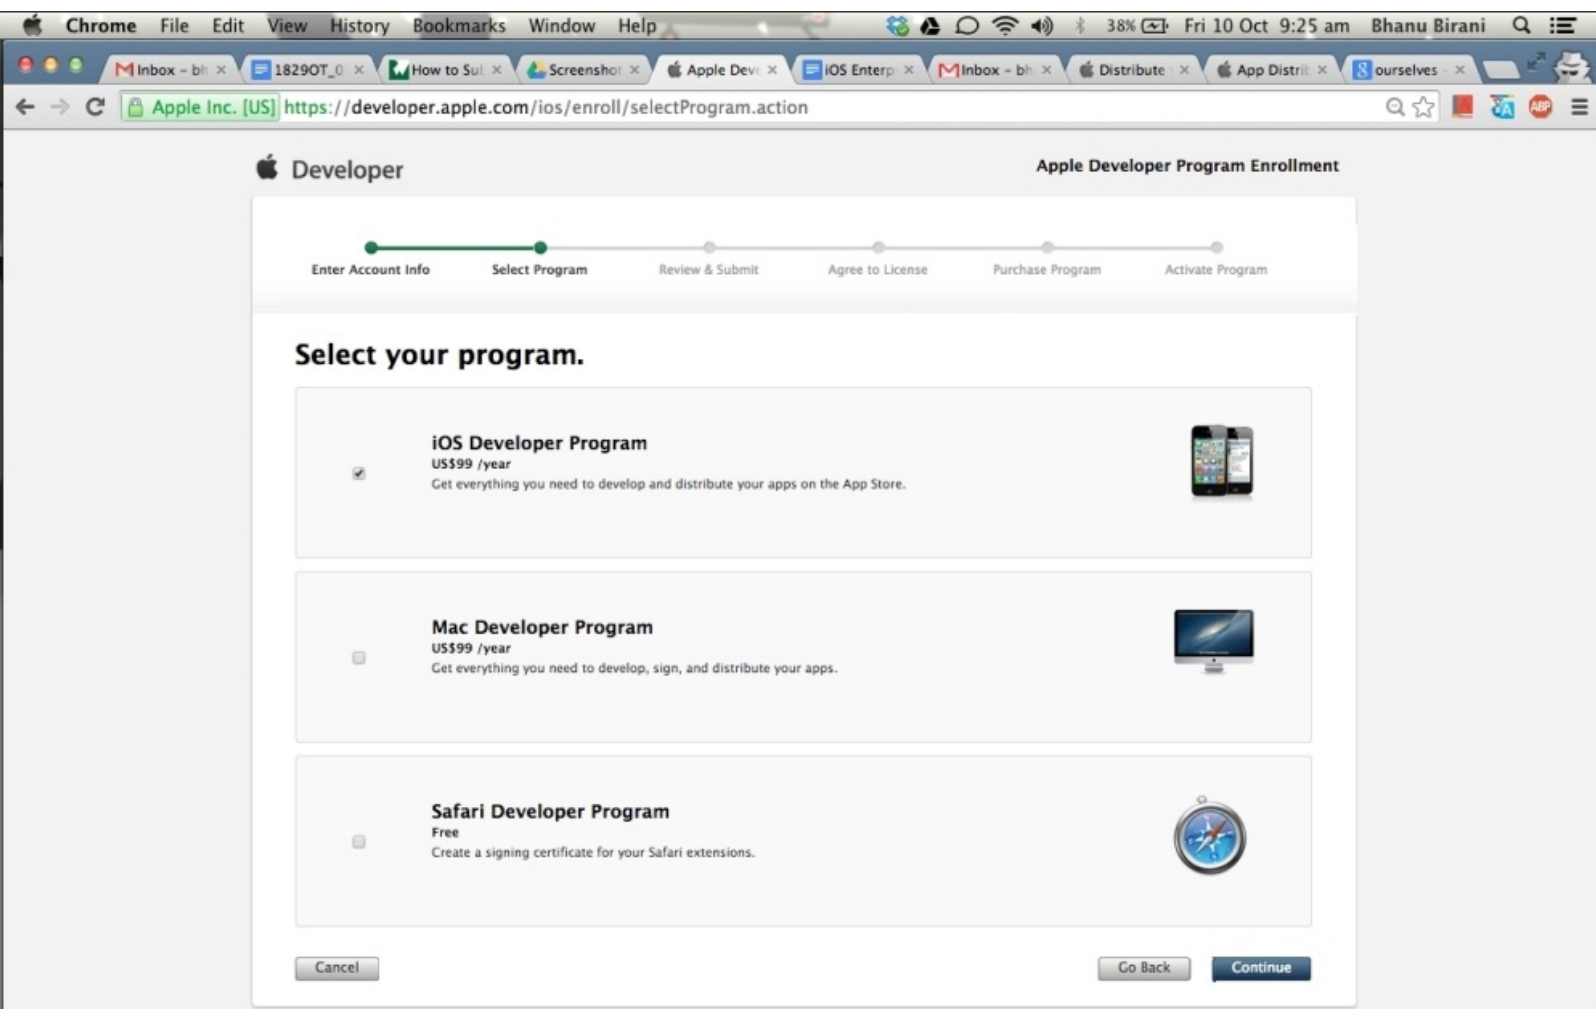 Chrome File Edit View History Bookmarks Window Help 38% Fri 10 Oct 9:25 am Bhanu Birani
Inbox – bh 1829OT_0 How to Sub Screenshot Apple Deve iOS Enterp Inbox – bh Distribute App Distrib ourselves
Apple Inc. [US] https://developer.apple.com/ios/enroll/selectProgram.action ABP
Developer
Apple Developer Program Enrollment
Enter Account Info Select Program Review & Submit Agree to License Purchase Program Activate Program
Select your program.
iOS Developer Program
US$99 /year
Get everything you need to develop and distribute your apps on the App Store.
Mac Developer Program
US$99 /year
Get everything you need to develop, sign, and distribute your apps.
Safari Developer Program
Free
Create a signing certificate for your Safari extensions.
Cancel Go Back Continue